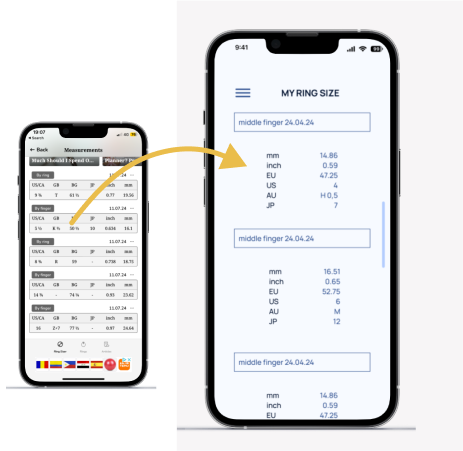 19:07
Search
Back Measurements
Much Should I Spend O... Planner? Pa
By ring 11.07.24
US/CA GB BG JP inch mm
9 ¾ T 61 ¾ - 0.77 19.56
By finger 11.07.24
US/CA GB BG JP inch mm
5 ½ K ¾ 50 ¾ 10 0.634 16.1
By ring 11.07.24
US/CA GB BG JP inch mm
8 ¾ R 59 - 0.738 18.75
By finger 11.07.24
US/CA GB BG JP inch mm
14 ¾ - 74 ¾ - 0.93 23.62
By finger 11.07.24
US/CA GB BG JP inch mm
16 Z+7 77 ½ - 0.97 24.64
Ring Sizer Rings
9:41
MY RING SIZE
middle finger 24.04.24
mm 14.86
inch 0.59
EU 47.25
US 4
AU H 0,5
JP 7
middle finger 24.04.24
mm 16.51
inch 0.65
EU 52.75
US 6
AU M
JP 12
middle finger 24.04.24
mm 14.86
inch 0.59
EU 47.25